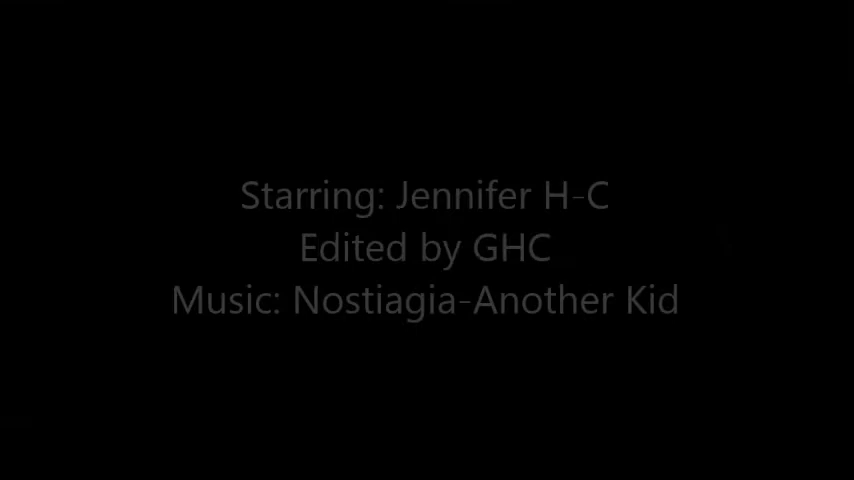 Starring: Jennifer H-C
Edited by GHC
Music: Nostiagia-Another Kid